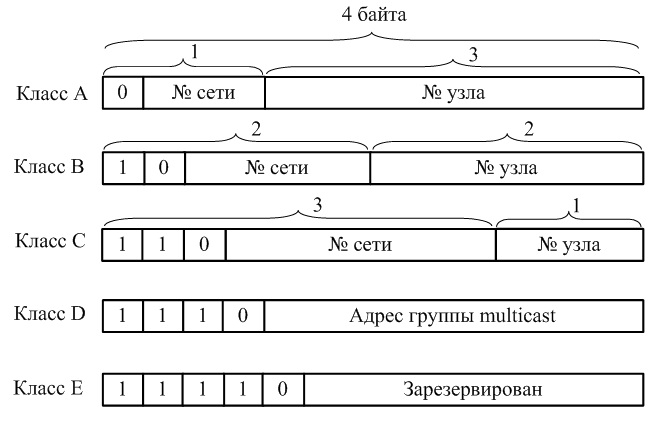 4 байта
1 3
Класс A 0 № сети № узла
2 2
Класс B 1 0 № сети № узла
3 1
Класс C 1 1 0 № сети № узла
Класс D 1 1 1 0 Адрес группы multicast
Класс E 1 1 1 1 0 Зарезервирован